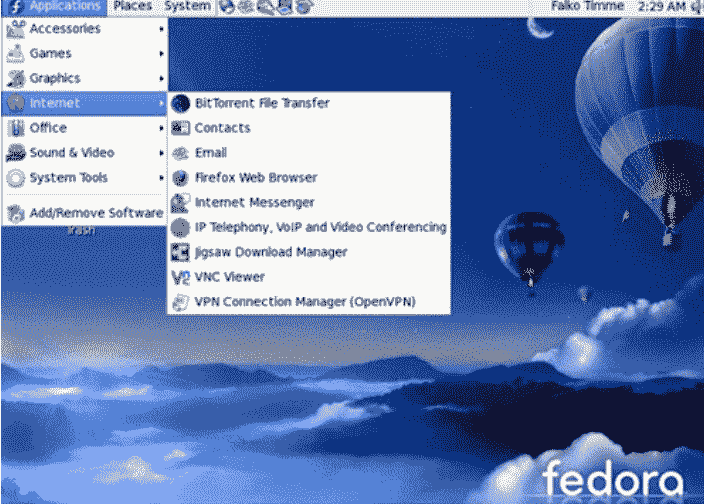 Applications Places System Falko Timme 2:29 AM
Accessories
Games
Graphics
Internet
Office
Sound & Video
System Tools
Add/Remove Software
BitTorrent File Transfer
Contacts
Email
Firefox Web Browser
Internet Messenger
IP Telephony, VoIP and Video Conferencing
Jigsaw Download Manager
VNC Viewer
VPN Connection Manager (OpenVPN)
Trash
fedora